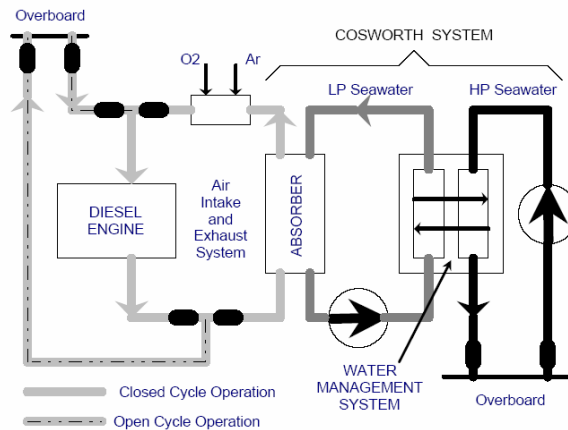 Overboard
COSWORTH SYSTEM
O2
Ar
LP Seawater
HP Seawater
DIESEL
ENGINE
Air
Intake
and
Exhaust
System
ABSORBER
WATER
MANAGEMENT
SYSTEM
Overboard
Closed Cycle Operation
Open Cycle Operation